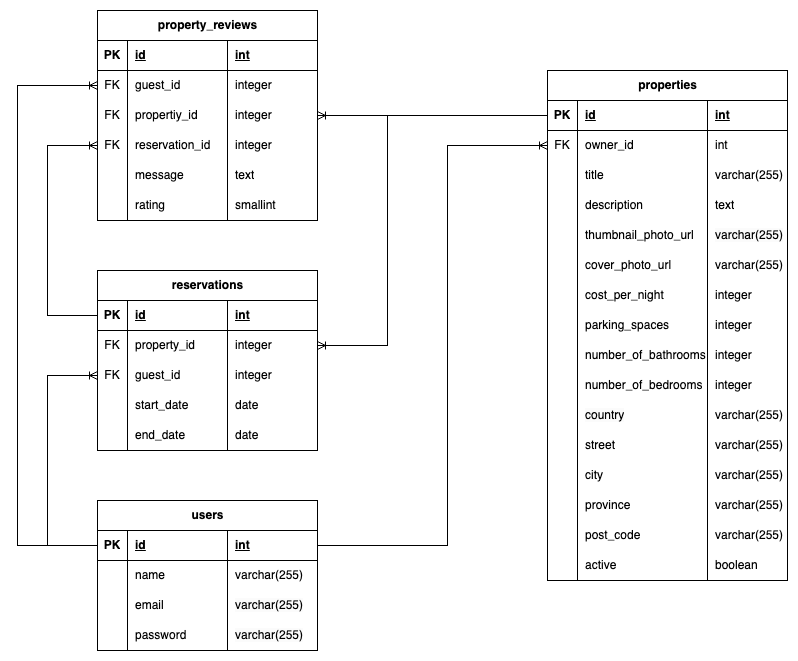 property_reviews
PK id int
FK guest_id integer
FK propertiy_id integer
FK reservation_id integer
message text
rating smallint
reservations
PK id int
FK property_id integer
FK guest_id integer
start_date date
end_date date
users
PK id int
name varchar(255)
email varchar(255)
password varchar(255)
properties
PK id int
FK owner_id int
title varchar(255)
description text
thumbnail_photo_url varchar(255)
cover_photo_url varchar(255)
cost_per_night integer
parking_spaces integer
number_of_bathrooms integer
number_of_bedrooms integer
country varchar(255)
street varchar(255)
city varchar(255)
province varchar(255)
post_code varchar(255)
active boolean